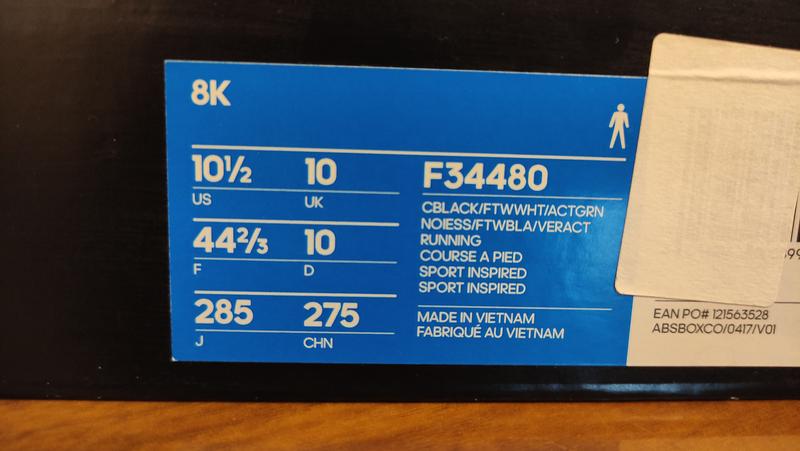 8K
10½ 10
US UK
44⅔ 10
F D
285 275
J CHN
F34480
CBLACK/FTWWHT/ACTGRN
NOIESS/FTWBLA/VERACT
RUNNING
COURSE A PIED
SPORT INSPIRED
SPORT INSPIRED
MADE IN VIETNAM
FABRIQUÉ AU VIETNAM
EAN PO# 121563528
ABSBOXCO/0417/V01